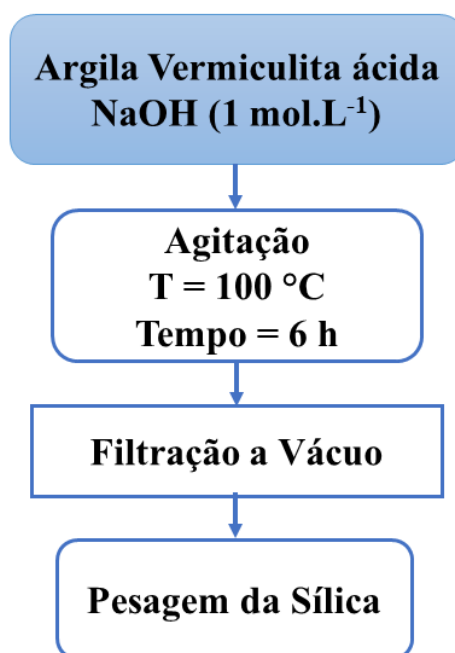 Argila Vermiculita ácida
NaOH (1 mol.L⁻¹)
Agitação
T = 100 °C
Tempo = 6 h
Filtração a Vácuo
Pesagem da Sílica